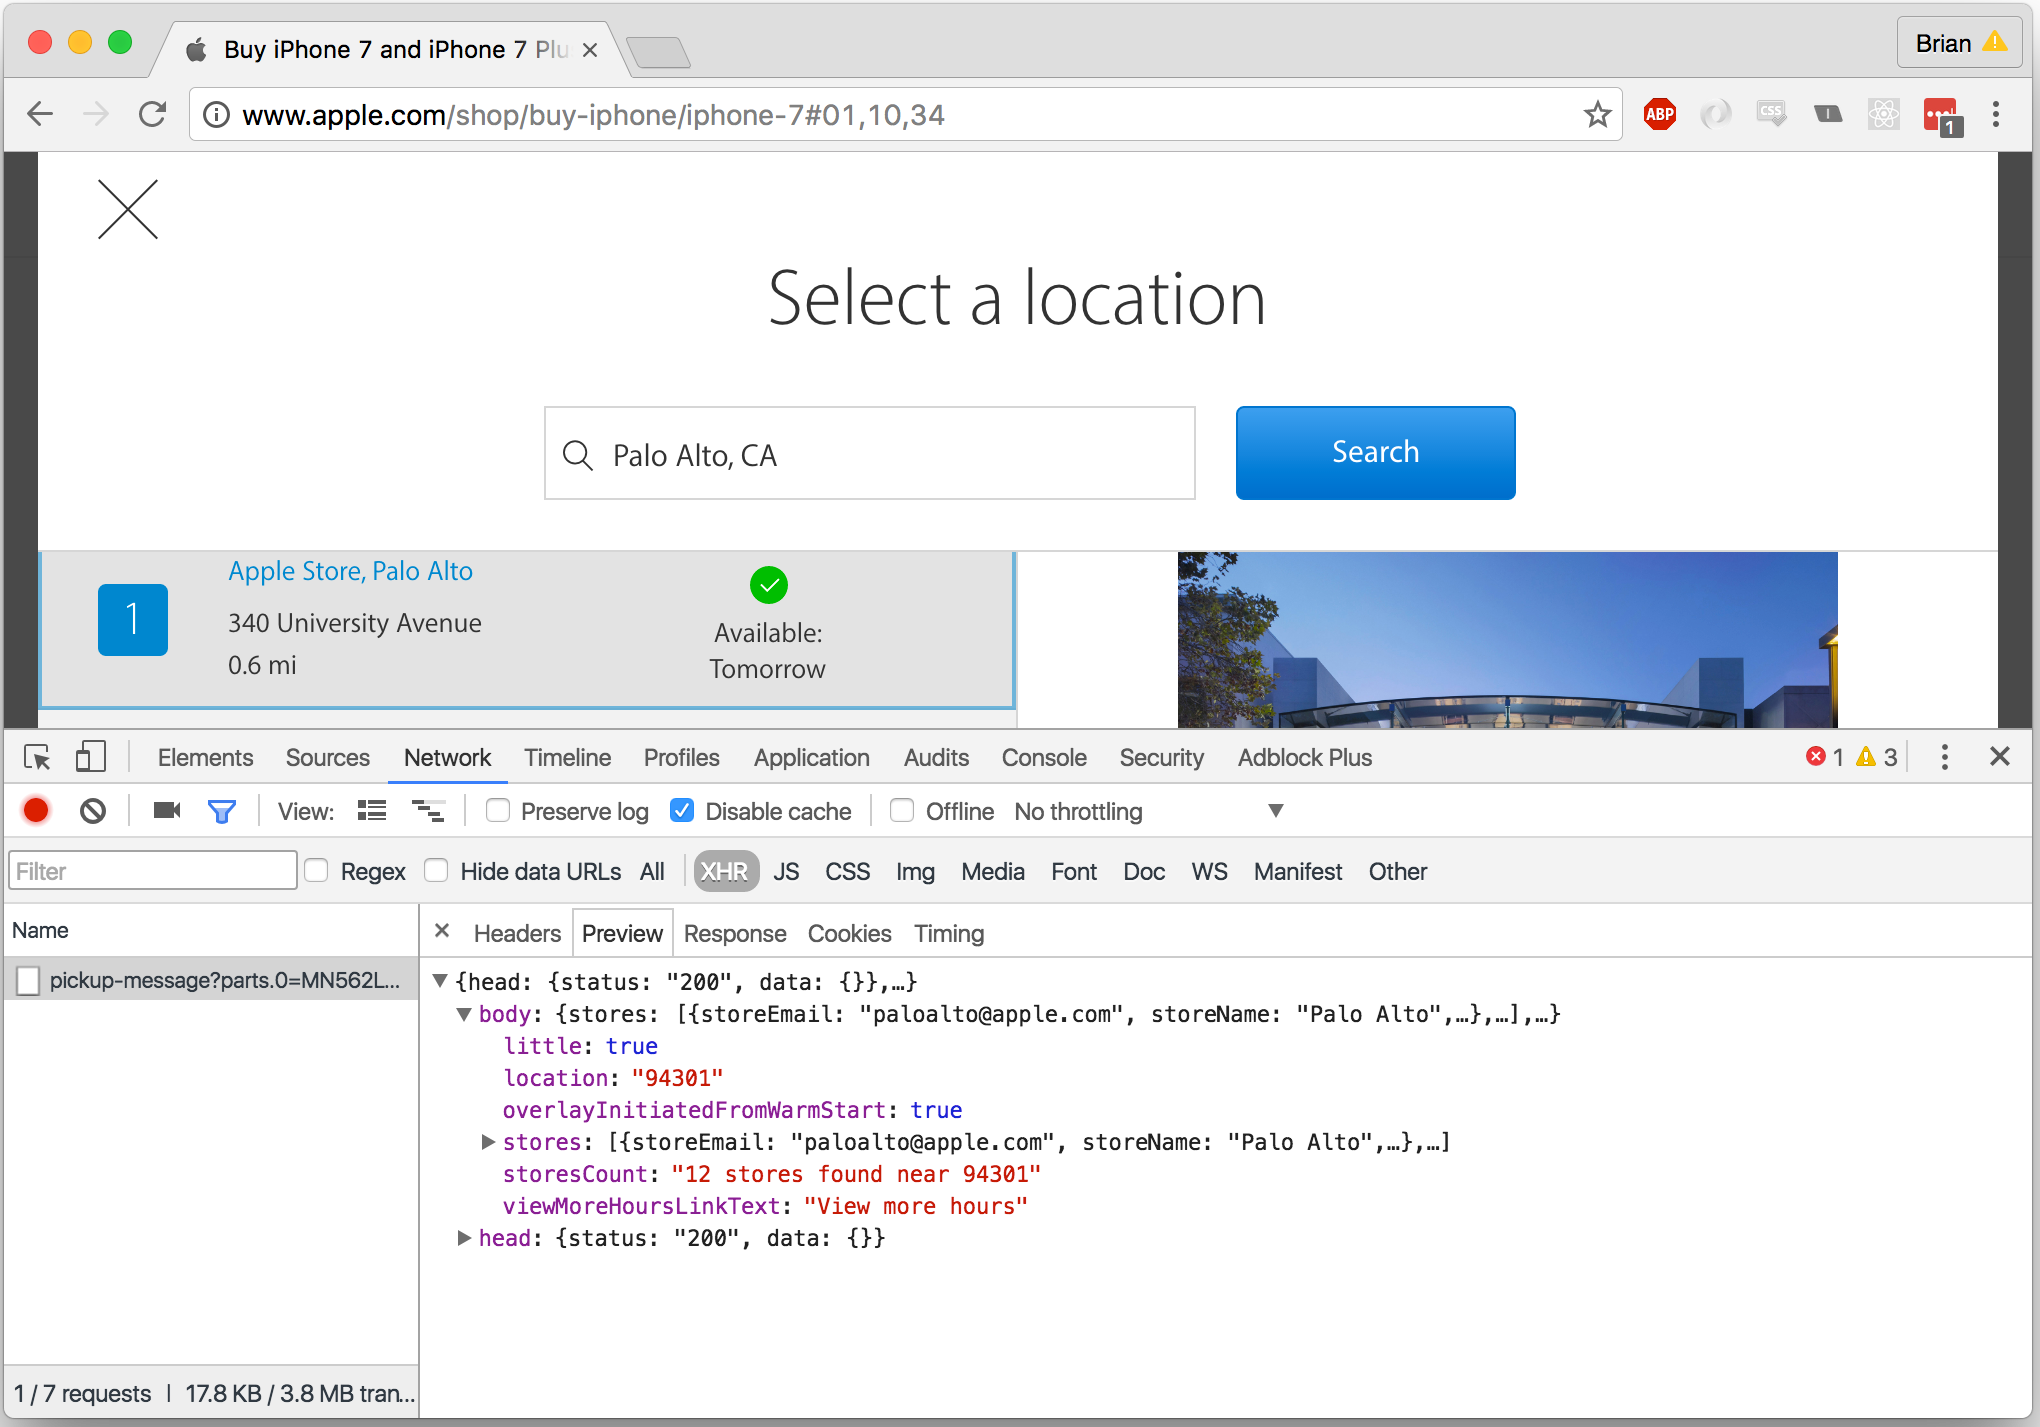 Buy iPhone 7 and iPhone 7 Plu
Brian
www.apple.com/shop/buy-iphone/iphone-7#01,10,34
ABP
CSS
1
Select a location
Palo Alto, CA
Search
1
Apple Store, Palo Alto
340 University Avenue
0.6 mi
Available:
Tomorrow
Elements Sources Network Timeline Profiles Application Audits Console Security Adblock Plus 1 3
View: Preserve log Disable cache Offline No throttling
Filter Regex Hide data URLs All XHR JS CSS Img Media Font Doc WS Manifest Other
Name
Headers Preview Response Cookies Timing
pickup-message?parts.0=MN562L...
{head: {status: "200", data: {}},…}
body: {stores: [{storeEmail: "paloalto@apple.com", storeName: "Palo Alto",…},…],…}
little: true
location: "94301"
overlayInitiatedFromWarmStart: true
stores: [{storeEmail: "paloalto@apple.com", storeName: "Palo Alto",…},…]
storesCount: "12 stores found near 94301"
viewMoreHoursLinkText: "View more hours"
head: {status: "200", data: {}}
1 / 7 requests | 17.8 KB / 3.8 MB tran...